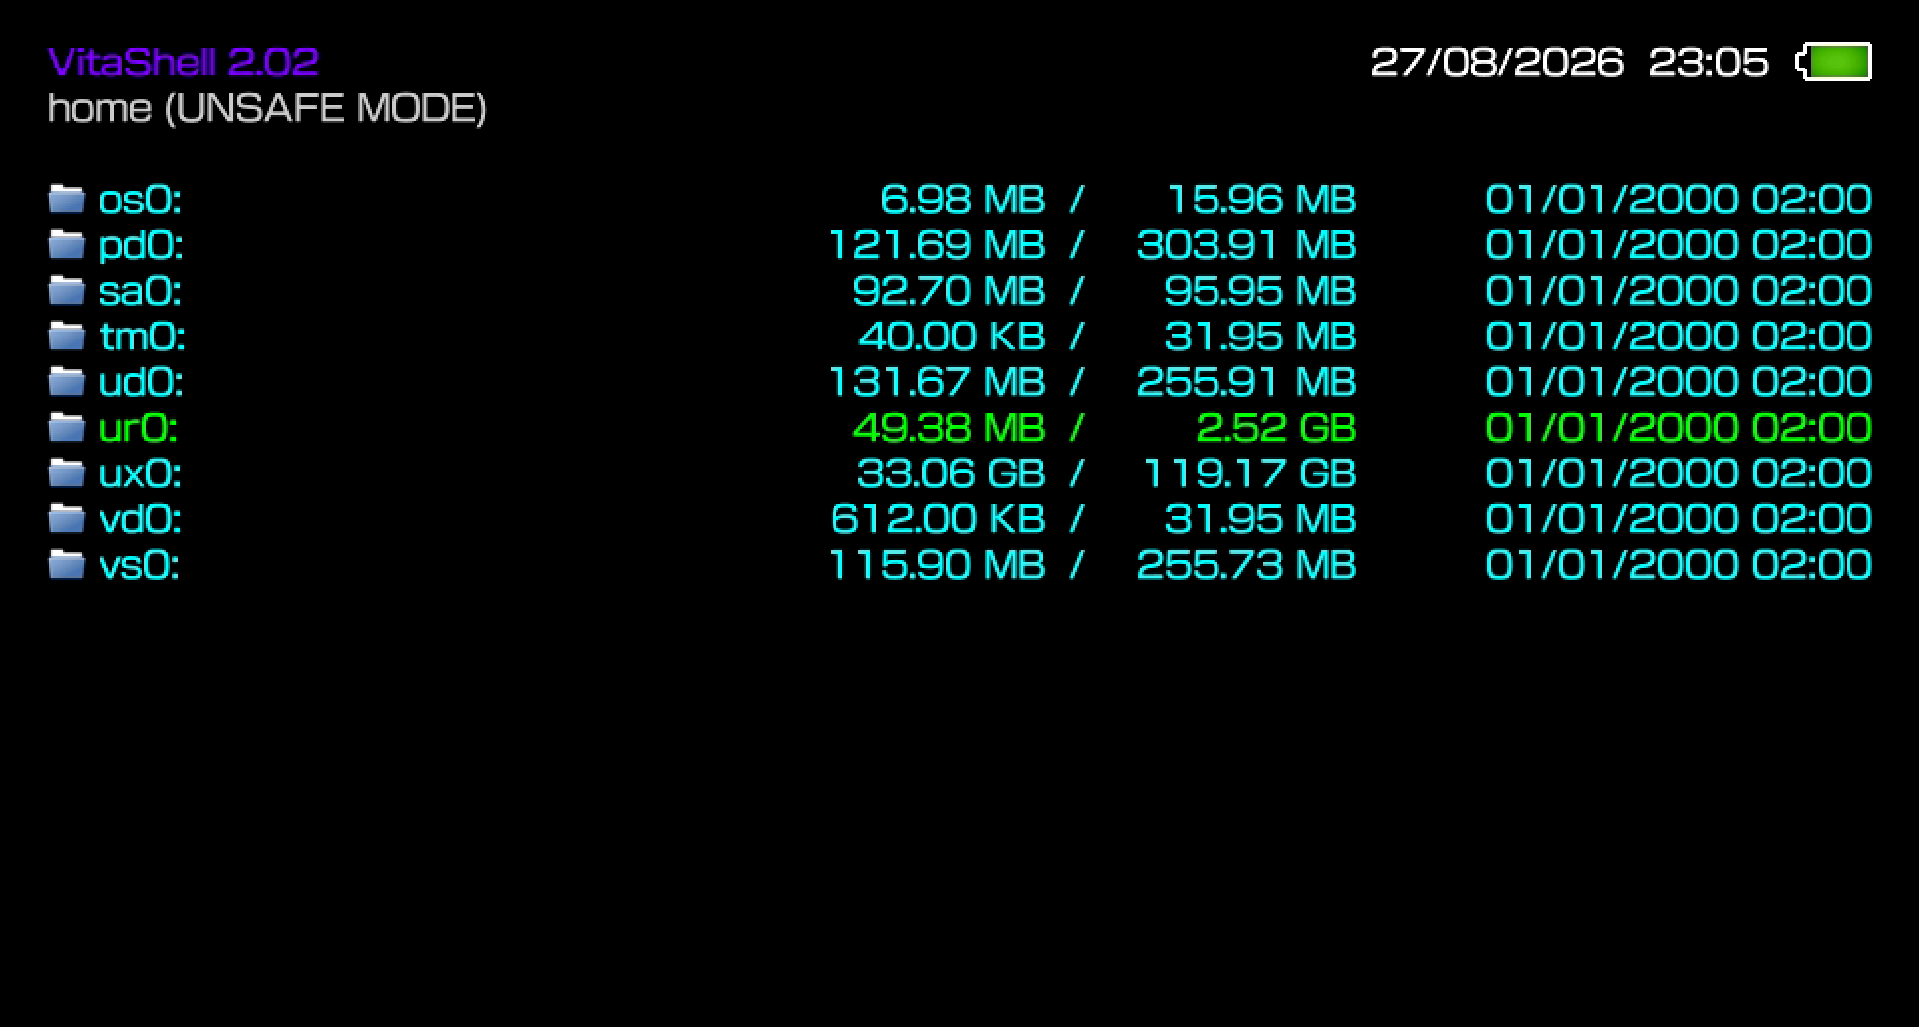 VitaShell 2.02 27/08/2026 23:05
home (UNSAFE MODE)
os0: 6.98 MB / 15.96 MB 01/01/2000 02:00
pd0: 121.69 MB / 303.91 MB 01/01/2000 02:00
sa0: 92.70 MB / 95.95 MB 01/01/2000 02:00
tm0: 40.00 KB / 31.95 MB 01/01/2000 02:00
ud0: 131.67 MB / 255.91 MB 01/01/2000 02:00
ur0: 49.38 MB / 2.52 GB 01/01/2000 02:00
ux0: 33.06 GB / 119.17 GB 01/01/2000 02:00
vd0: 612.00 KB / 31.95 MB 01/01/2000 02:00
vs0: 115.90 MB / 255.73 MB 01/01/2000 02:00